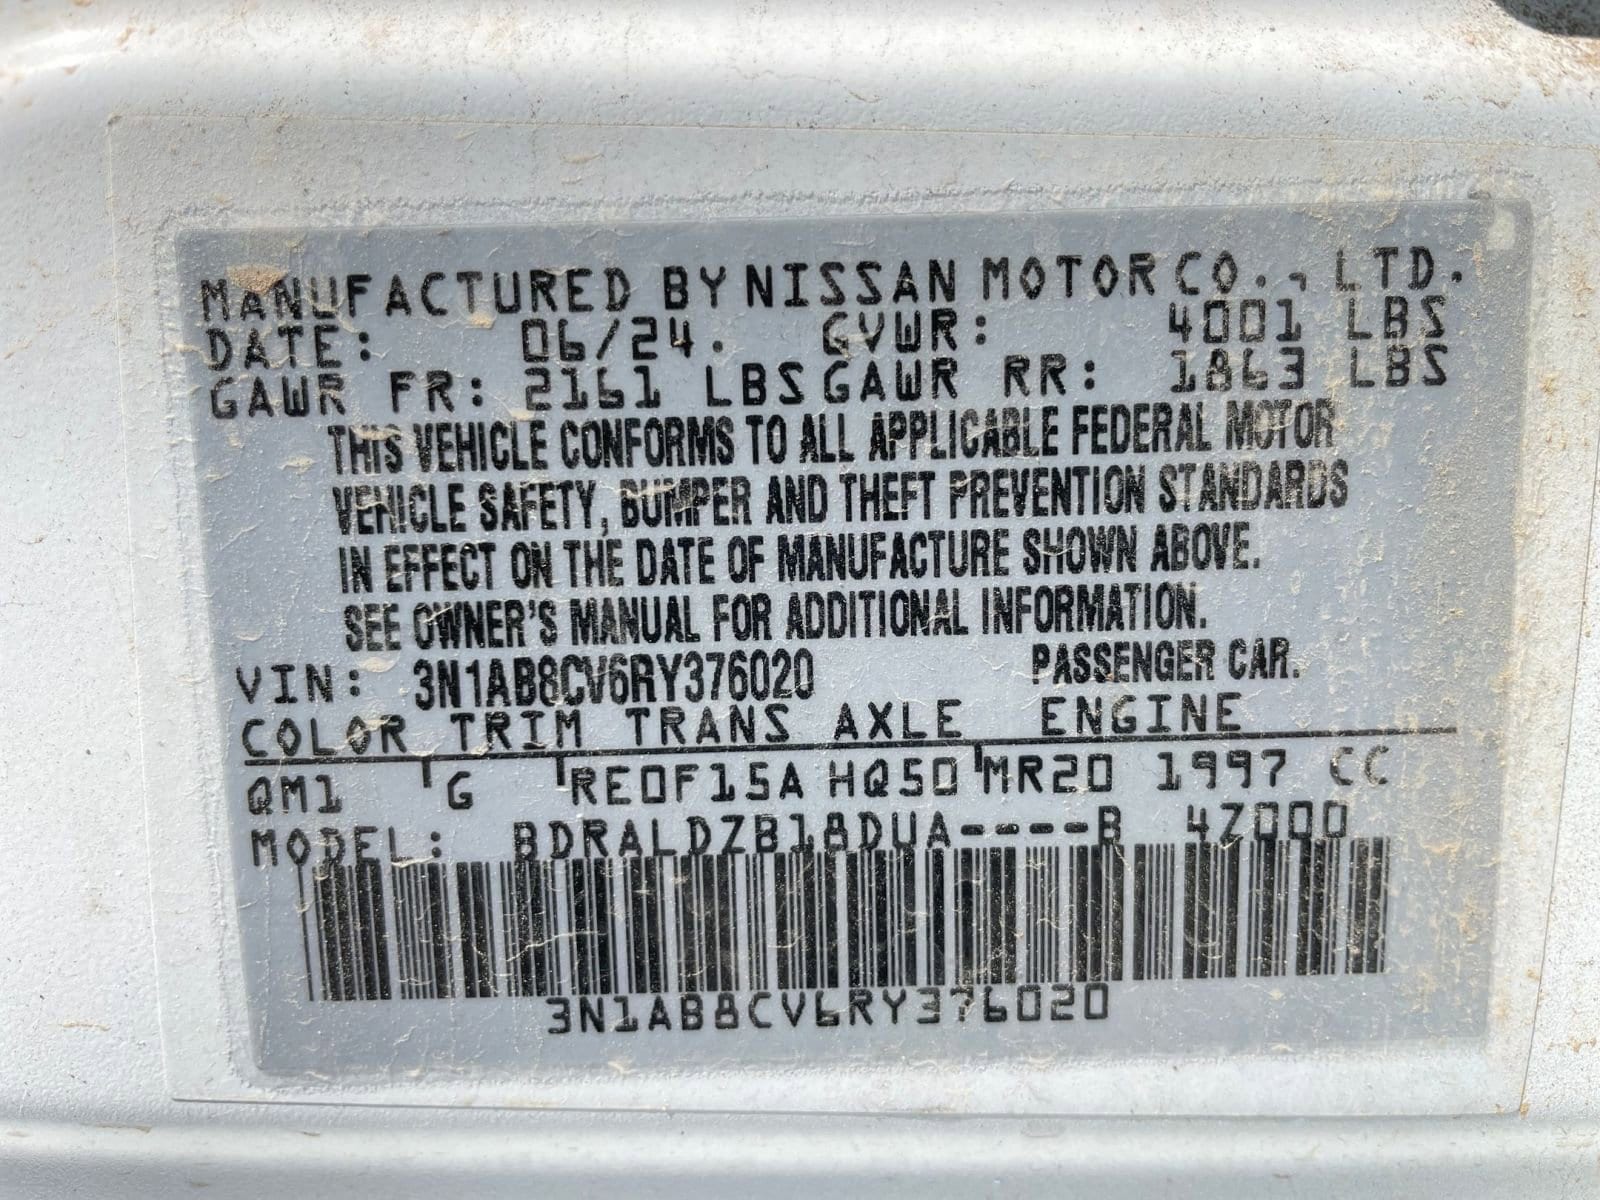 MANUFACTURED BY NISSAN MOTOR CO., LTD.
DATE: 06/24. GVWR: 4001 LBS
GAWR FR: 2161 LBS GAWR RR: 1863 LBS
THIS VEHICLE CONFORMS TO ALL APPLICABLE FEDERAL MOTOR
VEHICLE SAFETY, BUMPER AND THEFT PREVENTION STANDARDS
IN EFFECT ON THE DATE OF MANUFACTURE SHOWN ABOVE.
SEE OWNER'S MANUAL FOR ADDITIONAL INFORMATION.
VIN: 3N1AB8CV6RY376020 PASSENGER CAR.
COLOR TRIM TRANS AXLE ENGINE
QM1 G RE0F15A HQ50 MR20 1997 CC
MODEL: BDRALDZB18DUA----B 4Z000
3N1AB8CV6RY376020